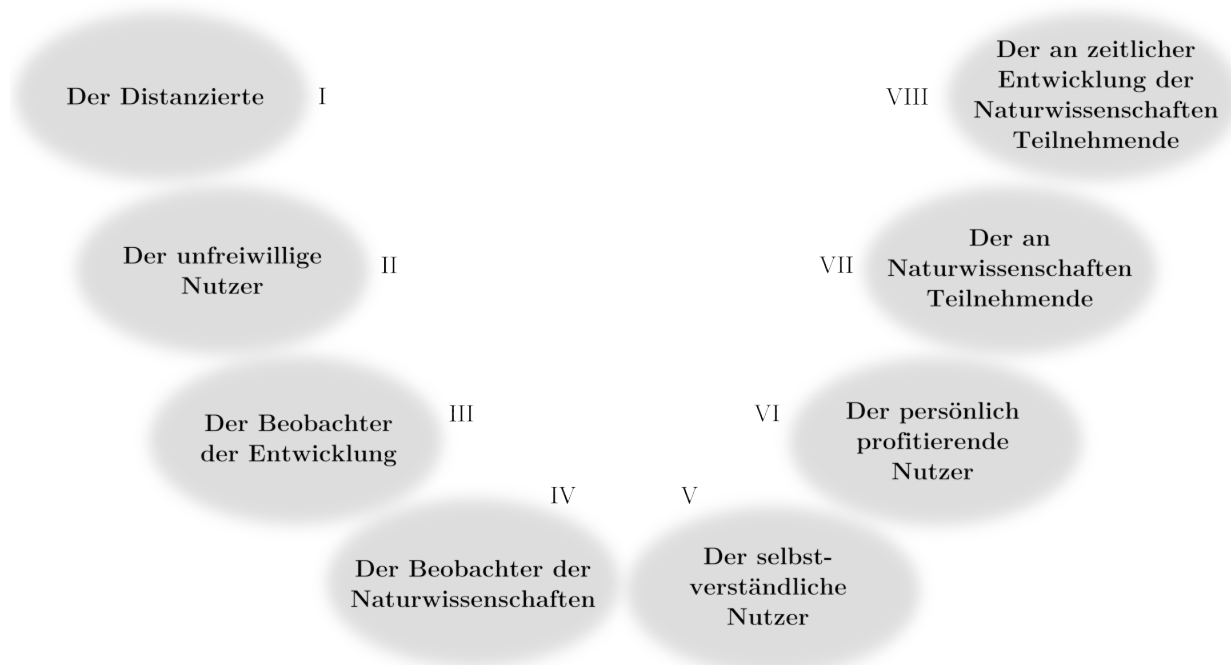 Der Distanzierte
I
Der unfreiwillige
Nutzer
II
Der Beobachter
der Entwicklung
III
Der Beobachter der
Naturwissenschaften
IV
V
Der selbst-
verständliche
Nutzer
VI
Der persönlich
profitierende
Nutzer
VII
Der an
Naturwissenschaften
Teilnehmende
VIII
Der an zeitlicher
Entwicklung der
Naturwissenschaften
Teilnehmende